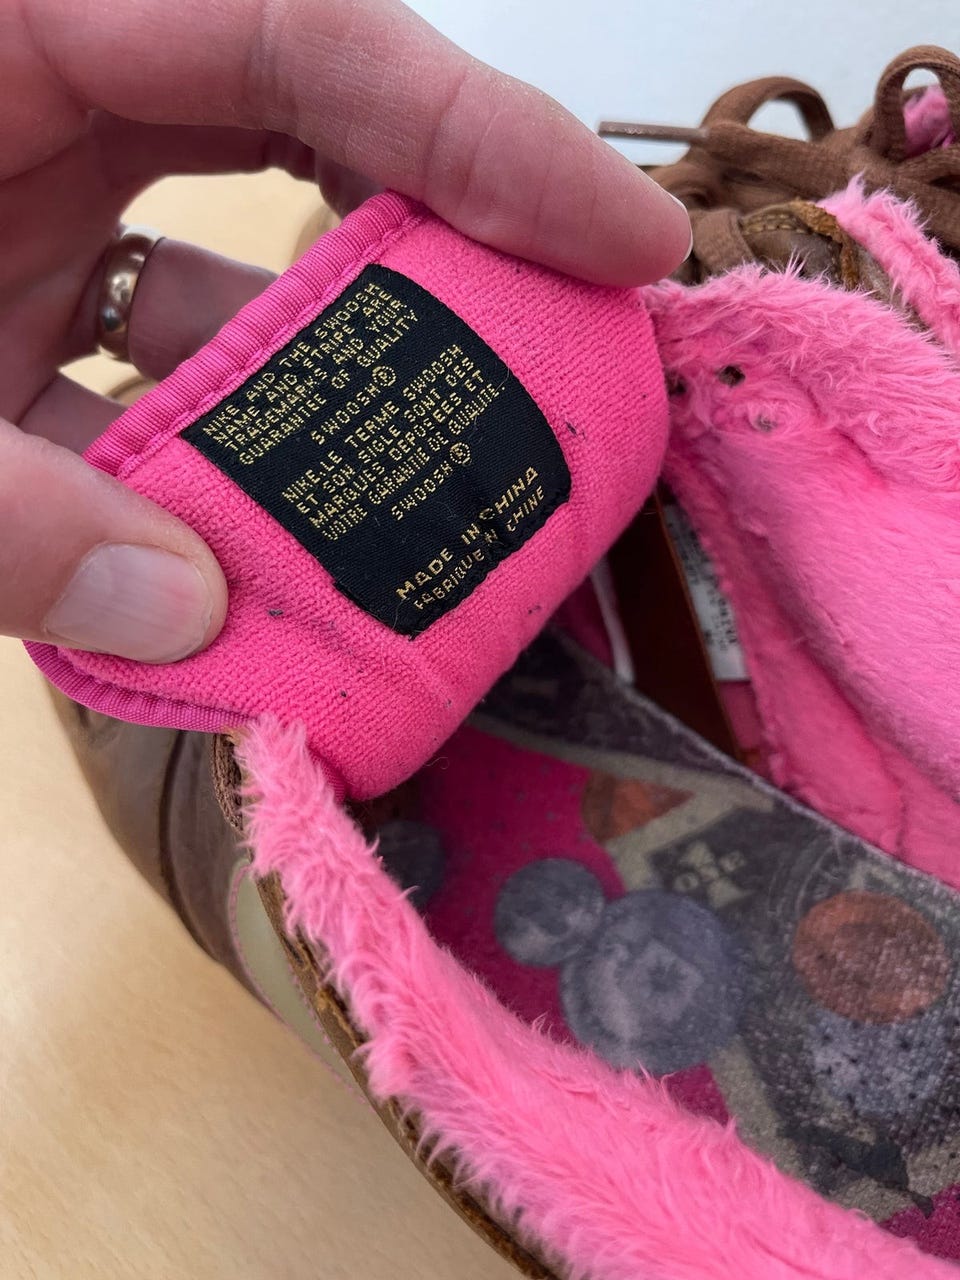 NIKE AND THE SWOOSH
NAME AND STRIPE ARE
TRADEMARKS AND YOUR
GUARANTEE OF QUALITY
SWOOSH®
NIKE,LE TERME SWOOSH
ET SON SIGLE SONT DES
MARQUES DEPOSEES ET
VOTRE GARANTIE DE QUALITE.
SWOOSH®
MADE IN CHINA
FABRIQUE N CHINE